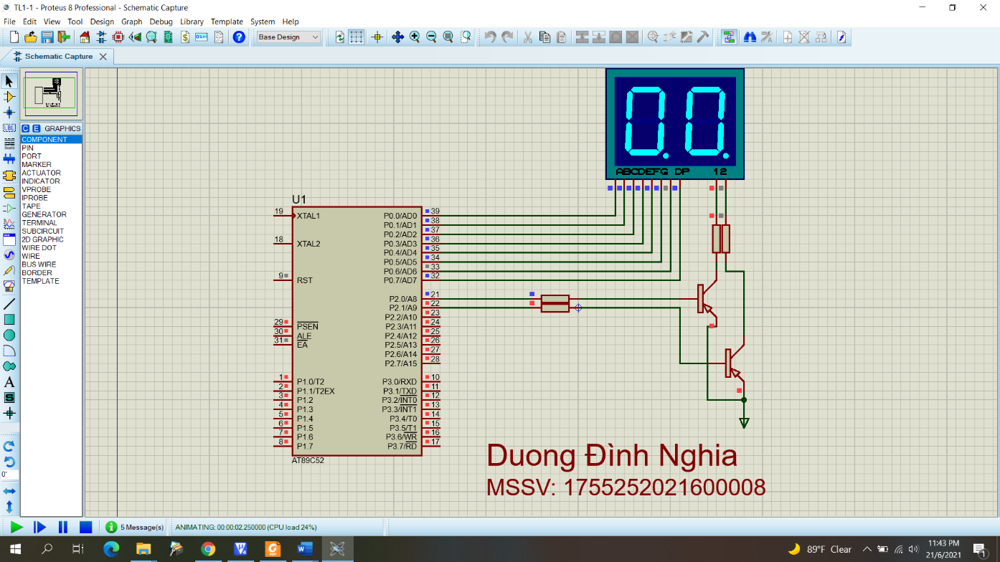 TL1-1 - Proteus 8 Professional - Schematic Capture
File Edit View Tool Design Graph Debug Library Template System Help
Base Design
Schematic Capture
C E GRAPHICS
COMPONENT
PIN
PORT
MARKER
ACTUATOR
INDICATOR
VPROBE
IPROBE
TAPE
GENERATOR
TERMINAL
SUBCIRCUIT
2D GRAPHIC
WIRE DOT
WIRE
BUS WIRE
BORDER
TEMPLATE
LBL
A
S
0°
0.0.
ABCDEFG DP 12
U1
19 XTAL1 P0.0/AD0 39
P0.1/AD1 38
P0.2/AD2 37
18 XTAL2 P0.3/AD3 36
P0.4/AD4 35
P0.5/AD5 34
P0.6/AD6 33
9 RST P0.7/AD7 32
P2.0/A8 21
P2.1/A9 22
P2.2/A10 23
29 PSEN P2.3/A11 24
30 ALE P2.4/A12 25
31 EA P2.5/A13 26
P2.6/A14 27
P2.7/A15 28
1 P1.0/T2 P3.0/RXD 10
2 P1.1/T2EX P3.1/TXD 11
3 P1.2 P3.2/INT0 12
4 P1.3 P3.3/INT1 13
5 P1.4 P3.4/T0 14
6 P1.5 P3.5/T1 15
7 P1.6 P3.6/WR 16
8 P1.7 P3.7/RD 17
AT89C52
Duong Đình Nghia
MSSV: 1755252021600008
5 Message(s) ANIMATING: 00:00:02.250000 (CPU load 24%)
89°F Clear
11:43 PM
21/6/2021
1